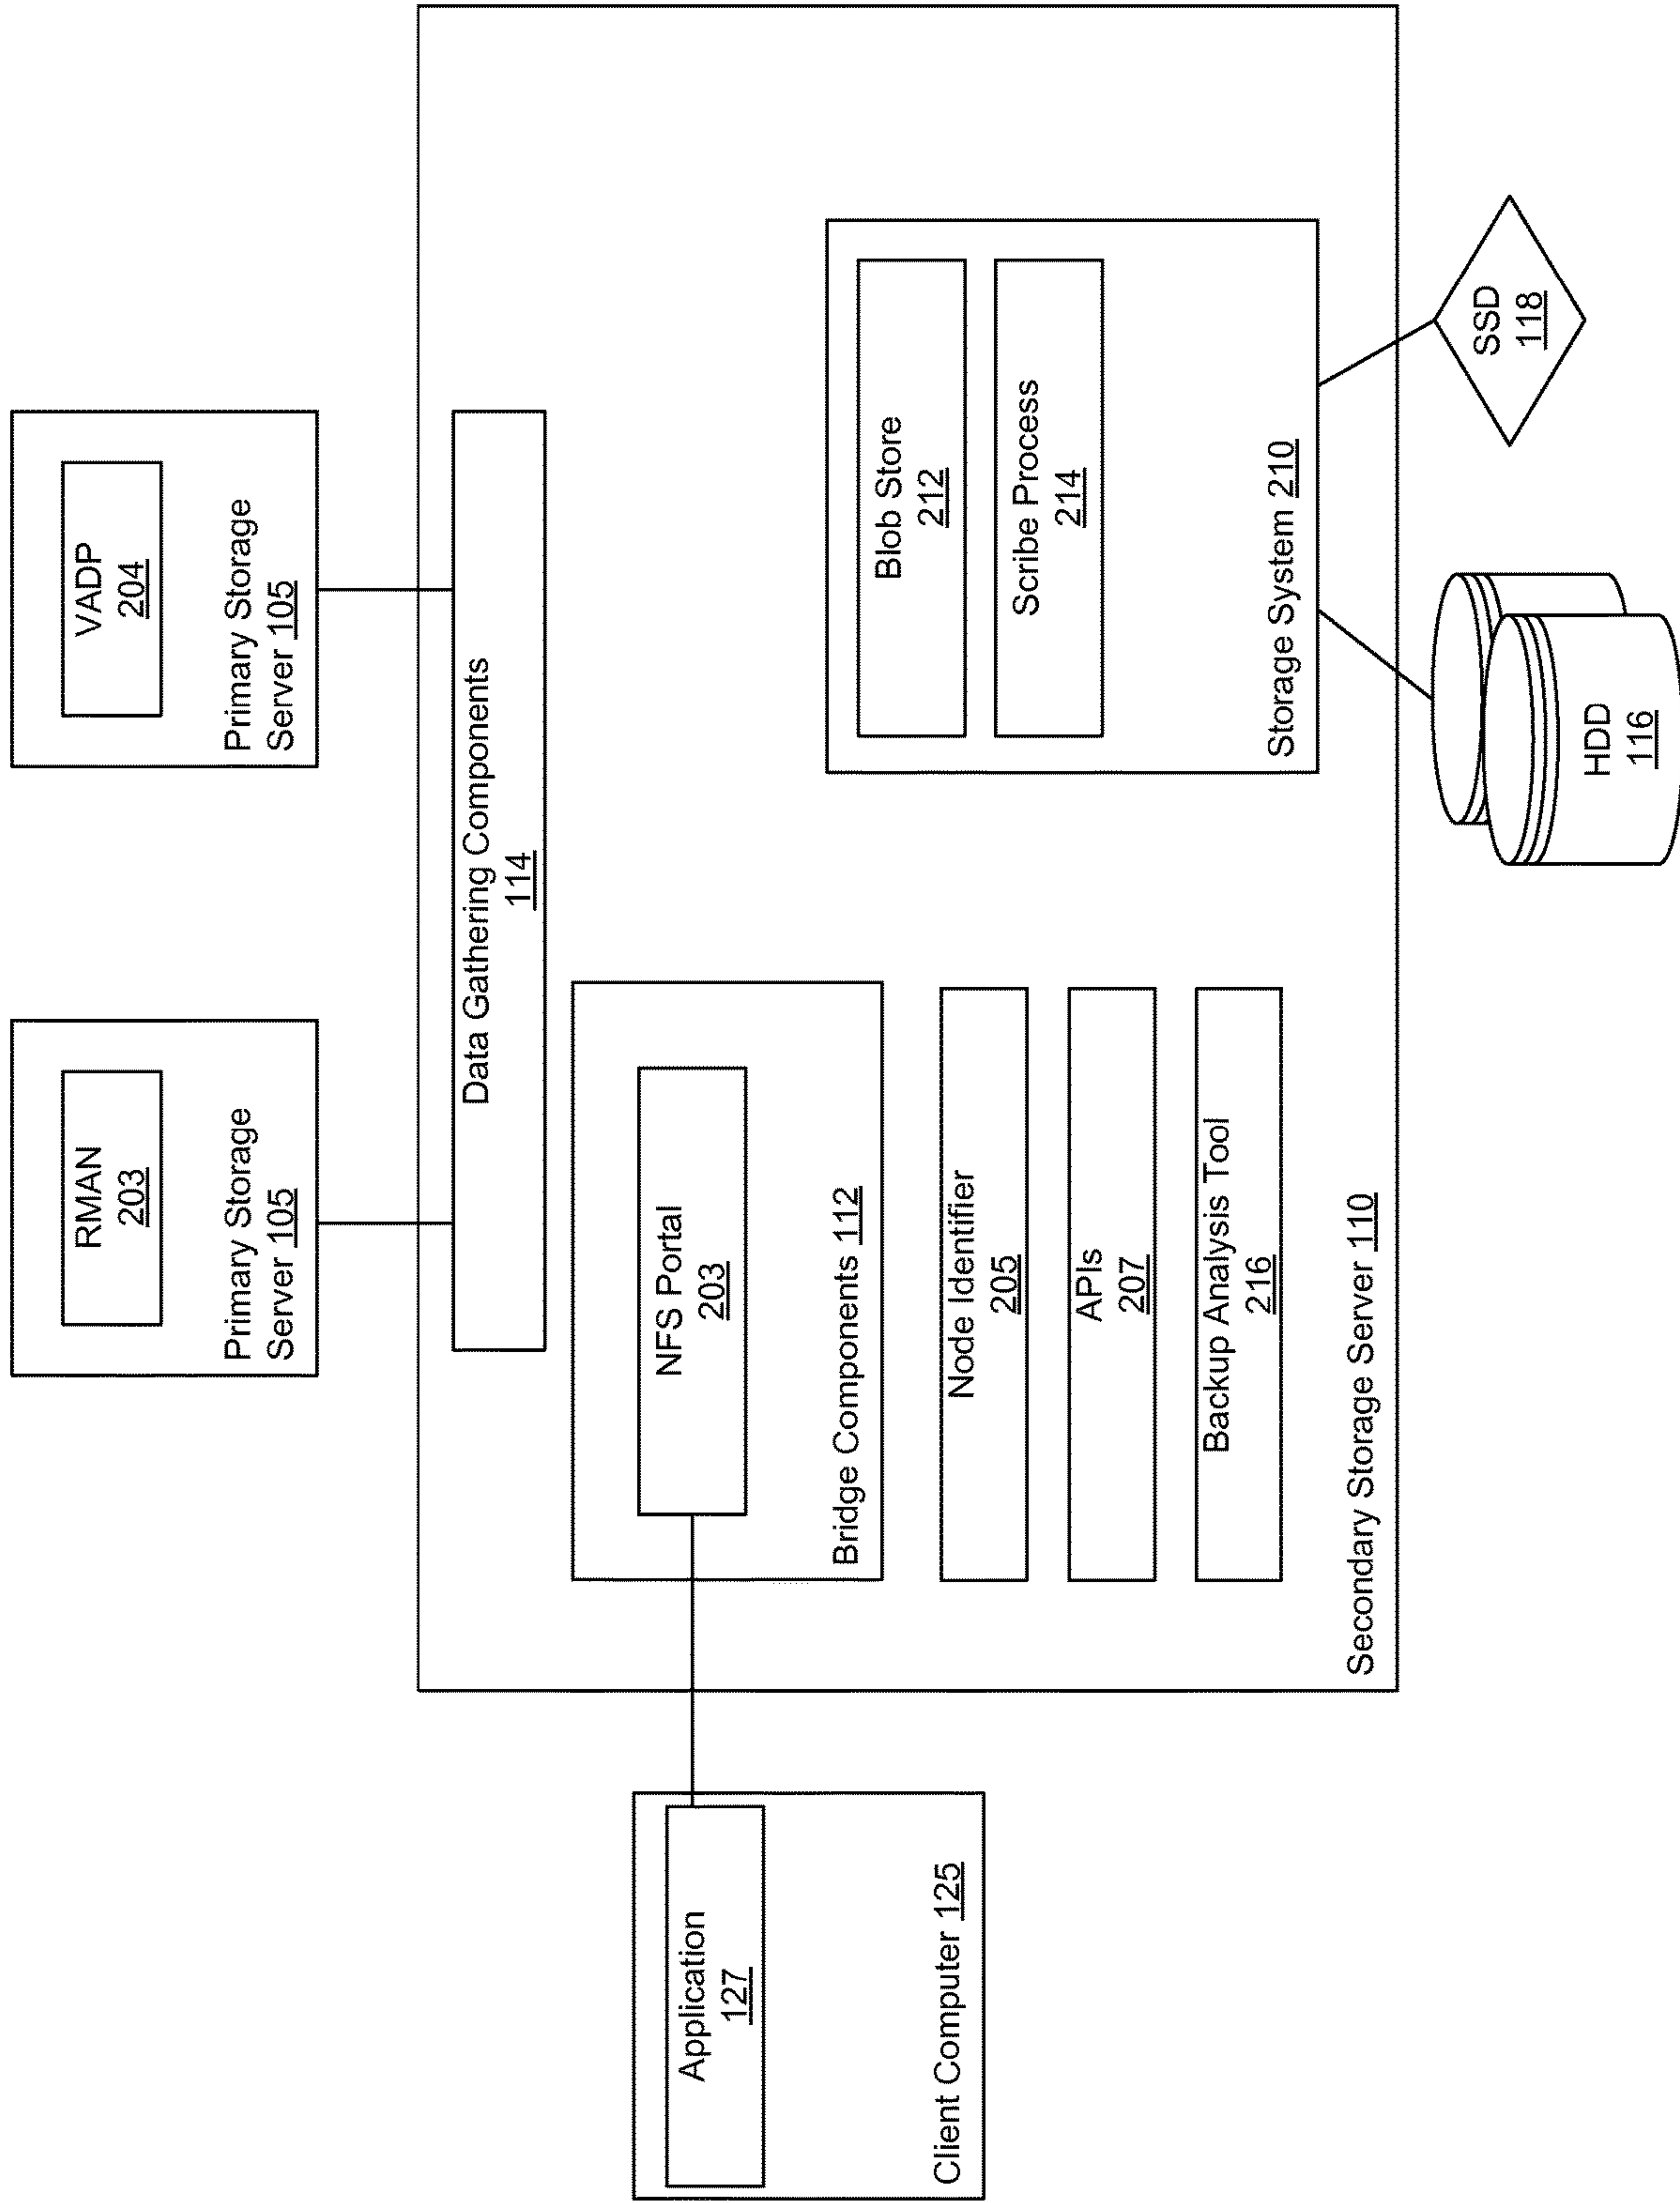 RMAN
203
Primary Storage
Server 105
VADP
204
Primary Storage
Server 105
Data Gathering Components
114
Application
127
Client Computer 125
NFS Portal
203
Bridge Components 112
Node Identifier
205
APIs
207
Backup Analysis Tool
216
Blob Store
212
Scribe Process
214
Storage System 210
Secondary Storage Server 110
HDD
116
SSD
118